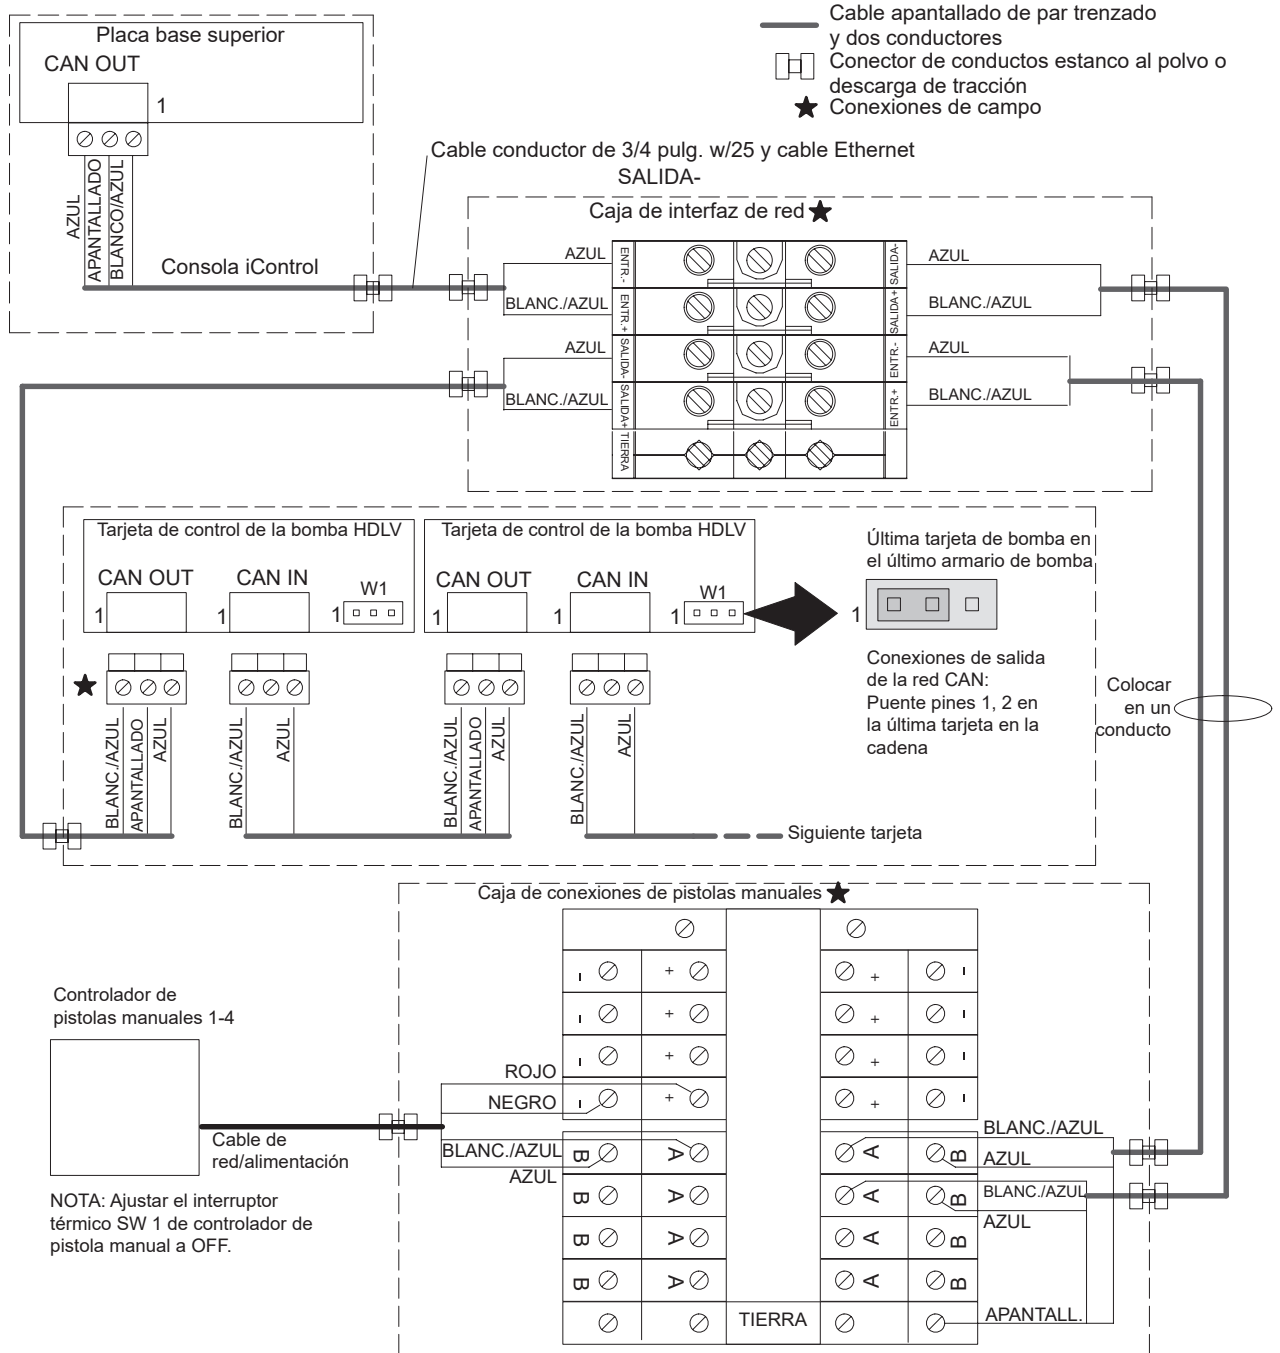 Cable apantallado de par trenzado
y dos conductores
Conector de conductos estanco al polvo o
descarga de tracción
Conexiones de campo
Placa base superior
CAN OUT
1
AZUL
APANTALLADO
BLANCO/AZUL
Consola iControl
Cable conductor de 3/4 pulg. w/25 y cable Ethernet
SALIDA-
Caja de interfaz de red
AZUL
ENTR.-
SALIDA-
AZUL
BLANC./AZUL
ENTR.+
SALIDA+
BLANC./AZUL
AZUL
SALIDA-
ENTR.-
AZUL
BLANC./AZUL
SALIDA+
ENTR.+
BLANC./AZUL
TIERRA
Tarjeta de control de la bomba HDLV
CAN OUT
CAN IN
W1
1
1
1
Tarjeta de control de la bomba HDLV
CAN OUT
CAN IN
W1
1
1
1
Última tarjeta de bomba en
el último armario de bomba
1
Conexiones de salida
de la red CAN:
Puente pines 1, 2 en
la última tarjeta en la
cadena
Colocar
en un
conducto
BLANC./AZUL
APANTALLADO
AZUL
BLANC./AZUL
AZUL
BLANC./AZUL
APANTALLADO
AZUL
BLANC./AZUL
AZUL
Siguiente tarjeta
Caja de conexiones de pistolas manuales
Controlador de
pistolas manuales 1-4
Cable de
red/alimentación
NOTA: Ajustar el interruptor
térmico SW 1 de controlador de
pistola manual a OFF.
- + + -
- + + -
- + + -
ROJO
NEGRO
- + + -
BLANC./AZUL
AZUL
B A A B
B A A B
B A A B
B A A B
TIERRA
BLANC./AZUL
AZUL
BLANC./AZUL
AZUL
APANTALL.